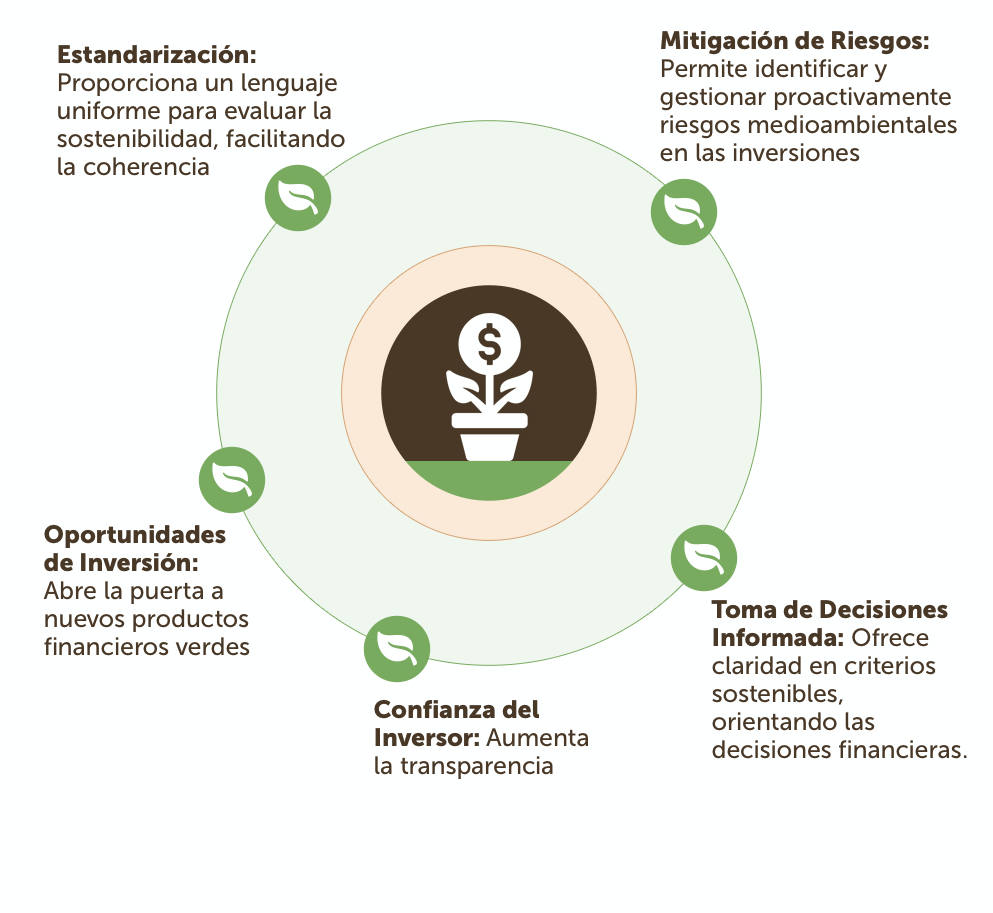 Estandarización:
Proporciona un lenguaje
uniforme para evaluar la
sostenibilidad, facilitando
la coherencia
Mitigación de Riesgos:
Permite identificar y
gestionar proactivamente
riesgos medioambientales
en las inversiones
$
Oportunidades
de Inversión:
Abre la puerta a
nuevos productos
financieros verdes
Confianza del
Inversor: Aumenta
la transparencia
Toma de Decisiones
Informada: Ofrece
claridad en criterios
sostenibles,
orientando las
decisiones financieras.